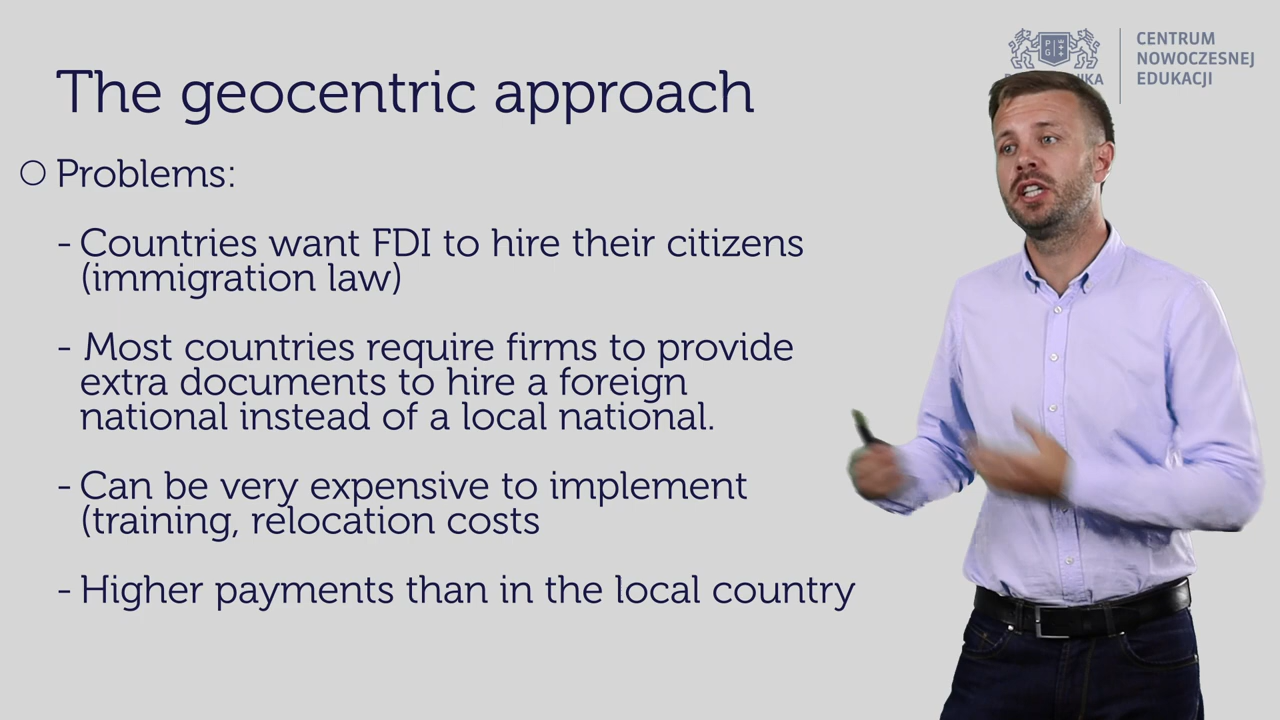 CENTRUM
NOWOCZESNEJ
EDUKACJI
The geocentric approach
Problems:
- Countries want FDI to hire their citizens
(immigration law)
- Most countries require firms to provide
extra documents to hire a foreign
national instead of a local national.
- Can be very expensive to implement
(training, relocation costs
- Higher payments than in the local country